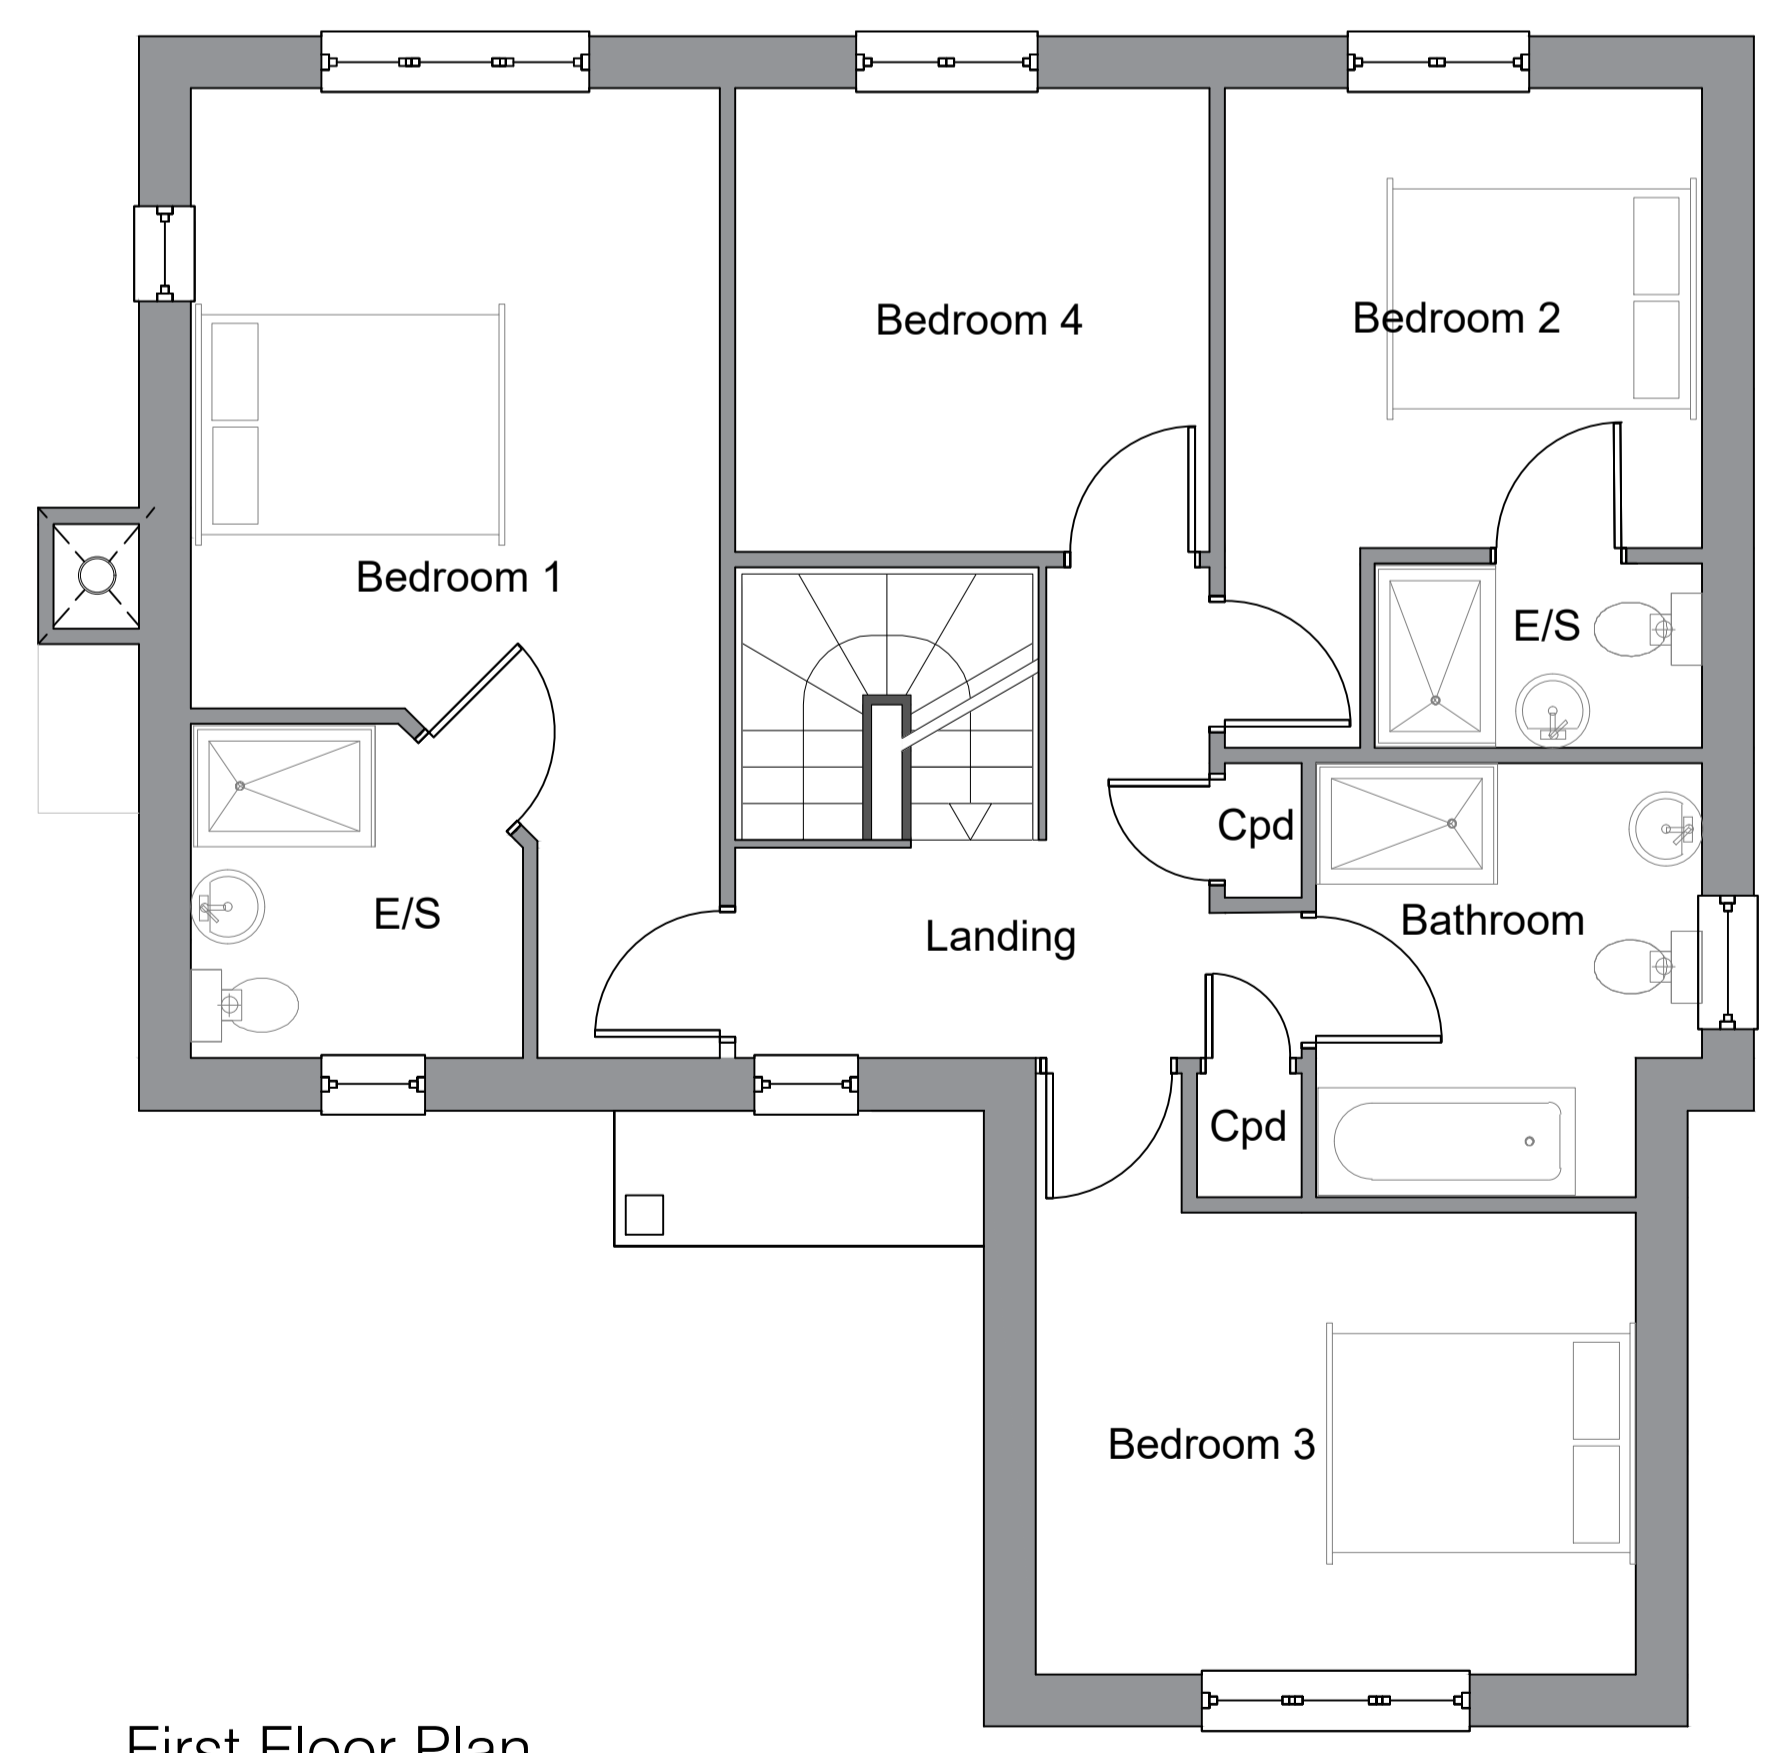 Bedroom 4
Bedroom 2
Bedroom 1
E/S
Cpd
E/S
Landing
Bathroom
Cpd
Bedroom 3
First Floor Plan